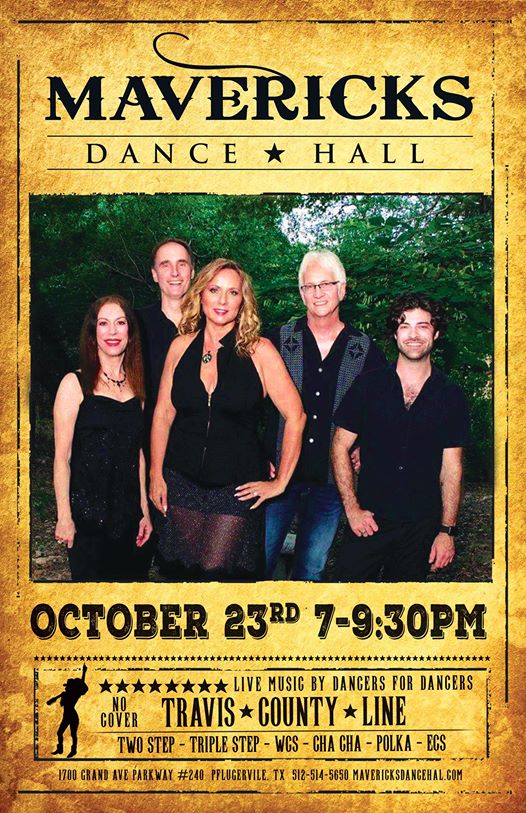 MAVERICKS
DANCE ★ HALL
OCTOBER 23RD 7-9:30PM
★★★★★★★★ LIVE MUSIC BY DANCERS FOR DANCERS
NO COVER
TRAVIS★COUNTY★LINE
TWO STEP - TRIPLE STEP - WCS - CHA CHA - POLKA - ECS
1700 GRAND AVE PARKWAY #240 PFLUGERVILE, TX 512-514-5650 MAVERICKSDANCEHAL.COM